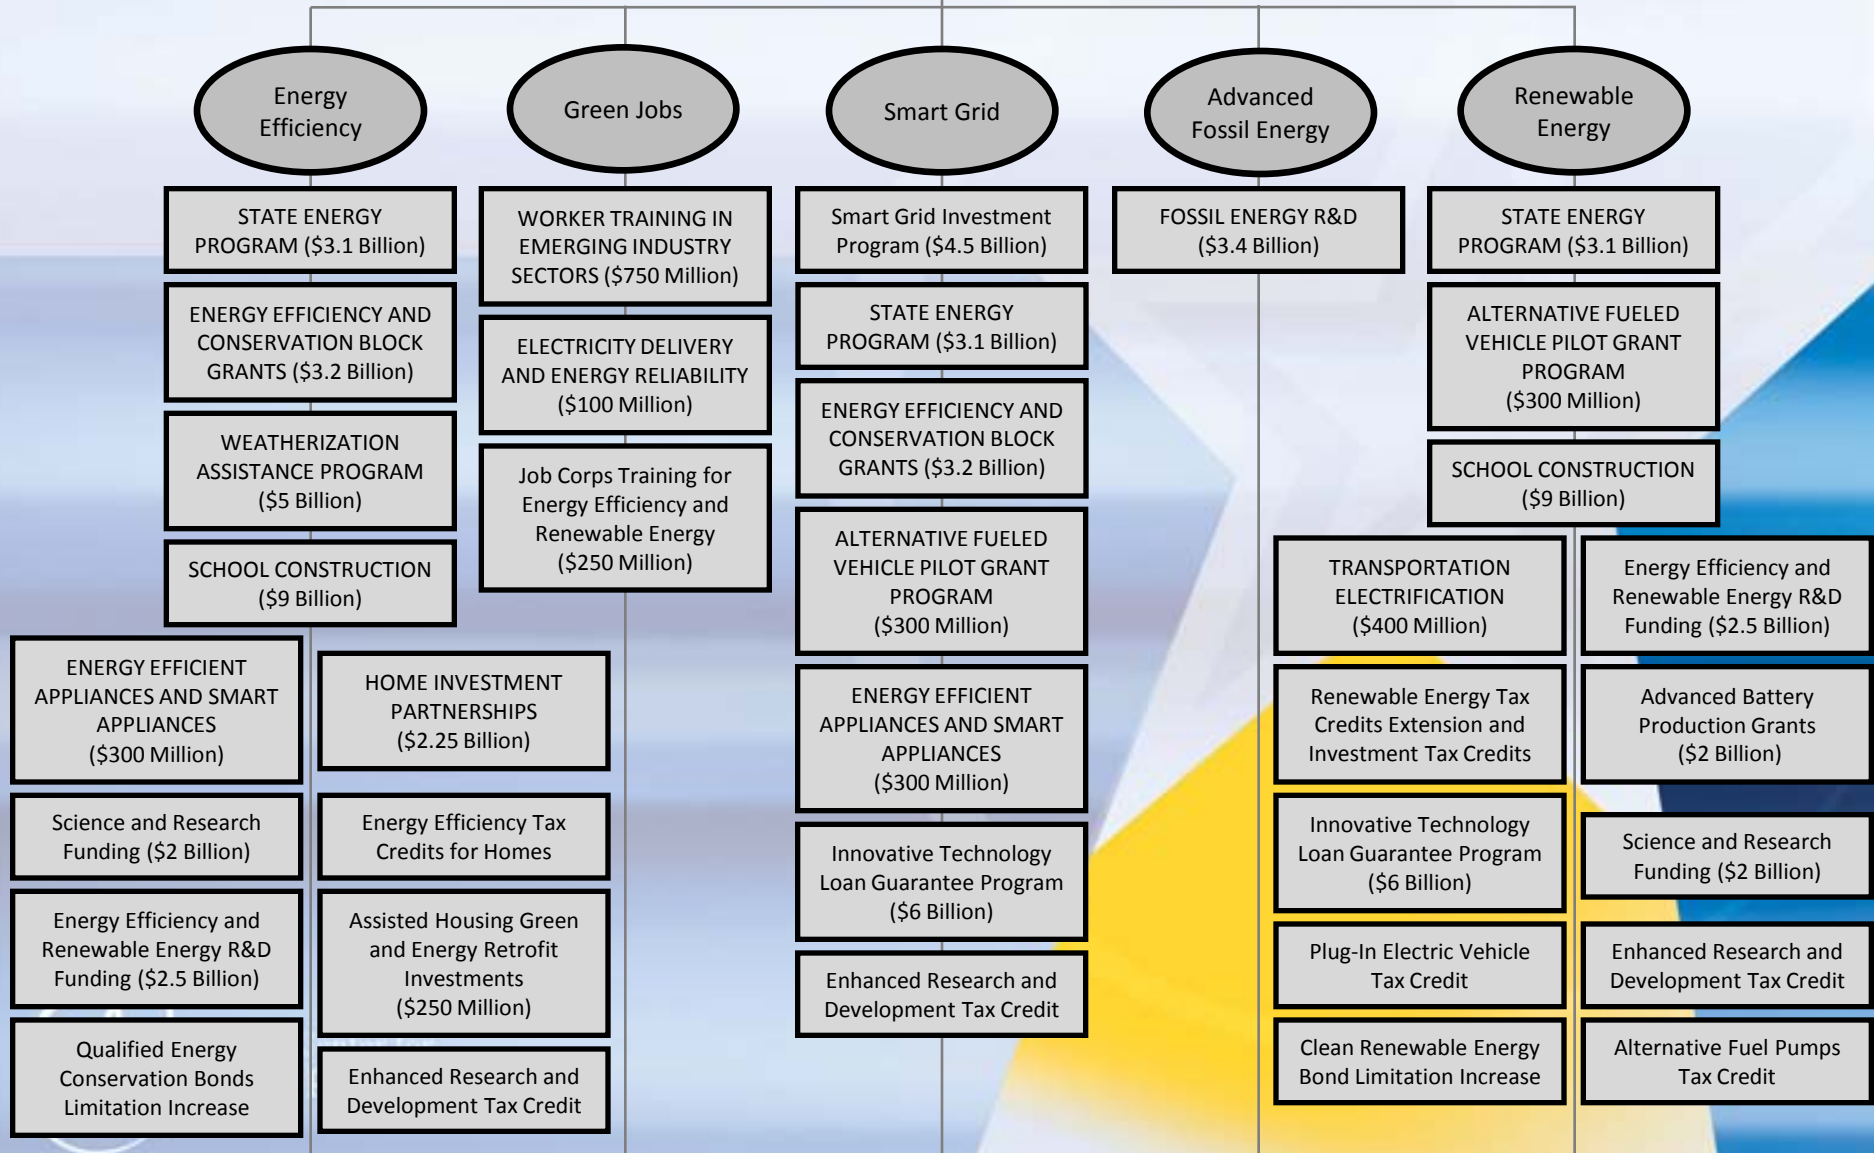 Energy
Efficiency
Green Jobs
Smart Grid
Advanced
Fossil Energy
Renewable
Energy
STATE ENERGY
PROGRAM ($3.1 Billion)
ENERGY EFFICIENCY AND
CONSERVATION BLOCK
GRANTS ($3.2 Billion)
WEATHERIZATION
ASSISTANCE PROGRAM
($5 Billion)
SCHOOL CONSTRUCTION
($9 Billion)
ENERGY EFFICIENT
APPLIANCES AND SMART
APPLIANCES
($300 Million)
HOME INVESTMENT
PARTNERSHIPS
($2.25 Billion)
Science and Research
Funding ($2 Billion)
Energy Efficiency Tax
Credits for Homes
Energy Efficiency and
Renewable Energy R&D
Funding ($2.5 Billion)
Assisted Housing Green
and Energy Retrofit
Investments
($250 Million)
Qualified Energy
Conservation Bonds
Limitation Increase
Enhanced Research and
Development Tax Credit
WORKER TRAINING IN
EMERGING INDUSTRY
SECTORS ($750 Million)
ELECTRICITY DELIVERY
AND ENERGY RELIABILITY
($100 Million)
Job Corps Training for
Energy Efficiency and
Renewable Energy
($250 Million)
Smart Grid Investment
Program ($4.5 Billion)
STATE ENERGY
PROGRAM ($3.1 Billion)
ENERGY EFFICIENCY AND
CONSERVATION BLOCK
GRANTS ($3.2 Billion)
ALTERNATIVE FUELED
VEHICLE PILOT GRANT
PROGRAM
($300 Million)
ENERGY EFFICIENT
APPLIANCES AND SMART
APPLIANCES
($300 Million)
Innovative Technology
Loan Guarantee Program
($6 Billion)
Enhanced Research and
Development Tax Credit
FOSSIL ENERGY R&D
($3.4 Billion)
STATE ENERGY
PROGRAM ($3.1 Billion)
ALTERNATIVE FUELED
VEHICLE PILOT GRANT
PROGRAM
($300 Million)
SCHOOL CONSTRUCTION
($9 Billion)
TRANSPORTATION
ELECTRIFICATION
($400 Million)
Energy Efficiency and
Renewable Energy R&D
Funding ($2.5 Billion)
Renewable Energy Tax
Credits Extension and
Investment Tax Credits
Advanced Battery
Production Grants
($2 Billion)
Innovative Technology
Loan Guarantee Program
($6 Billion)
Science and Research
Funding ($2 Billion)
Plug-In Electric Vehicle
Tax Credit
Enhanced Research and
Development Tax Credit
Clean Renewable Energy
Bond Limitation Increase
Alternative Fuel Pumps
Tax Credit